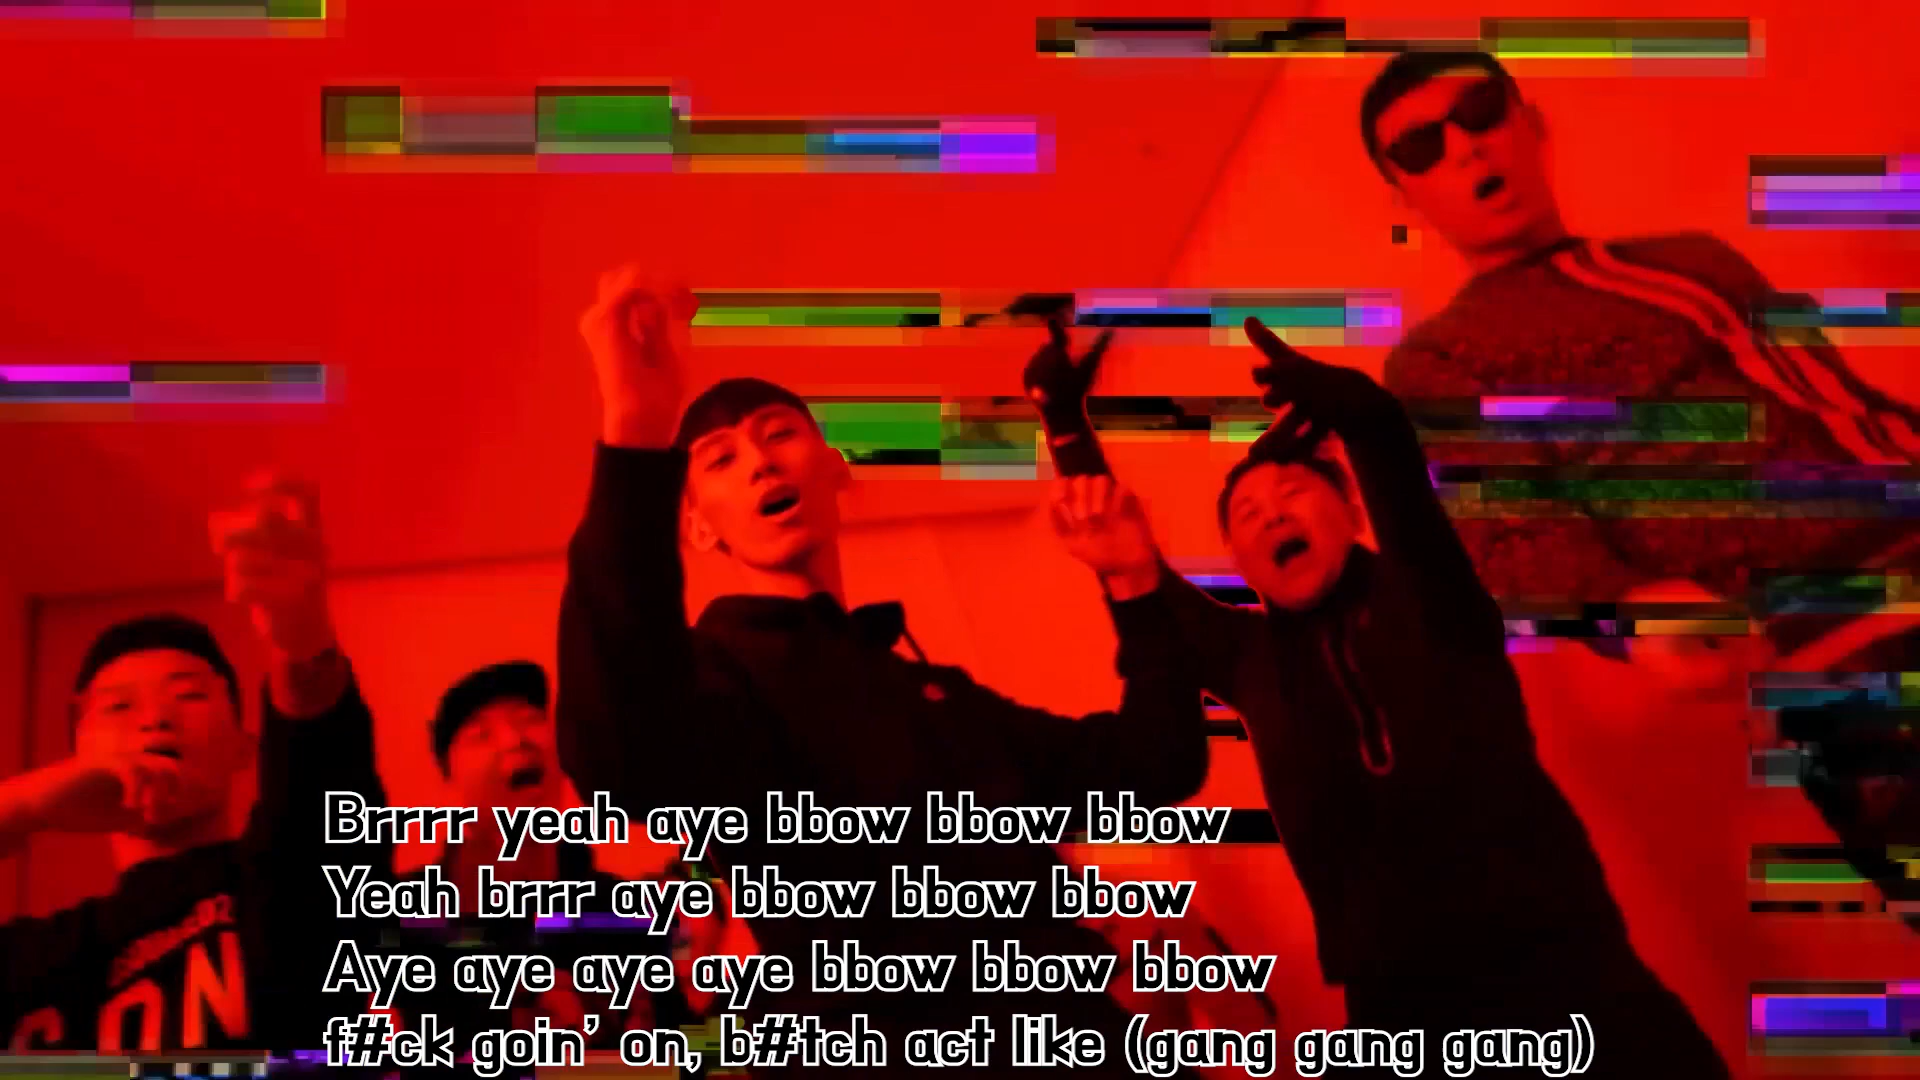 Brrrr yeah aye bbow bbow bbow
Yeah brrr aye bbow bbow bbow
Aye aye aye aye bbow bbow bbow
f#ck goin’ on, b#tch act like (gang gang gang)